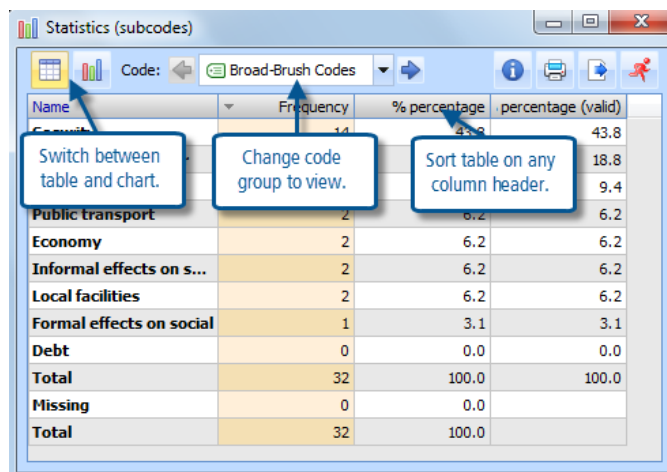 Statistics (subcodes)
Code: Broad-Brush Codes
Name Frequency % percentage percentage (valid)
14 43.8 43.8
18.8
9.4
Switch between
table and chart.
Change code
group to view.
Sort table on any
column header.
Public transport 2 6.2 6.2
Economy 2 6.2 6.2
Informal effects on s... 2 6.2 6.2
Local facilities 2 6.2 6.2
Formal effects on social 1 3.1 3.1
Debt 0 0.0 0.0
Total 32 100.0 100.0
Missing 0 0.0
Total 32 100.0